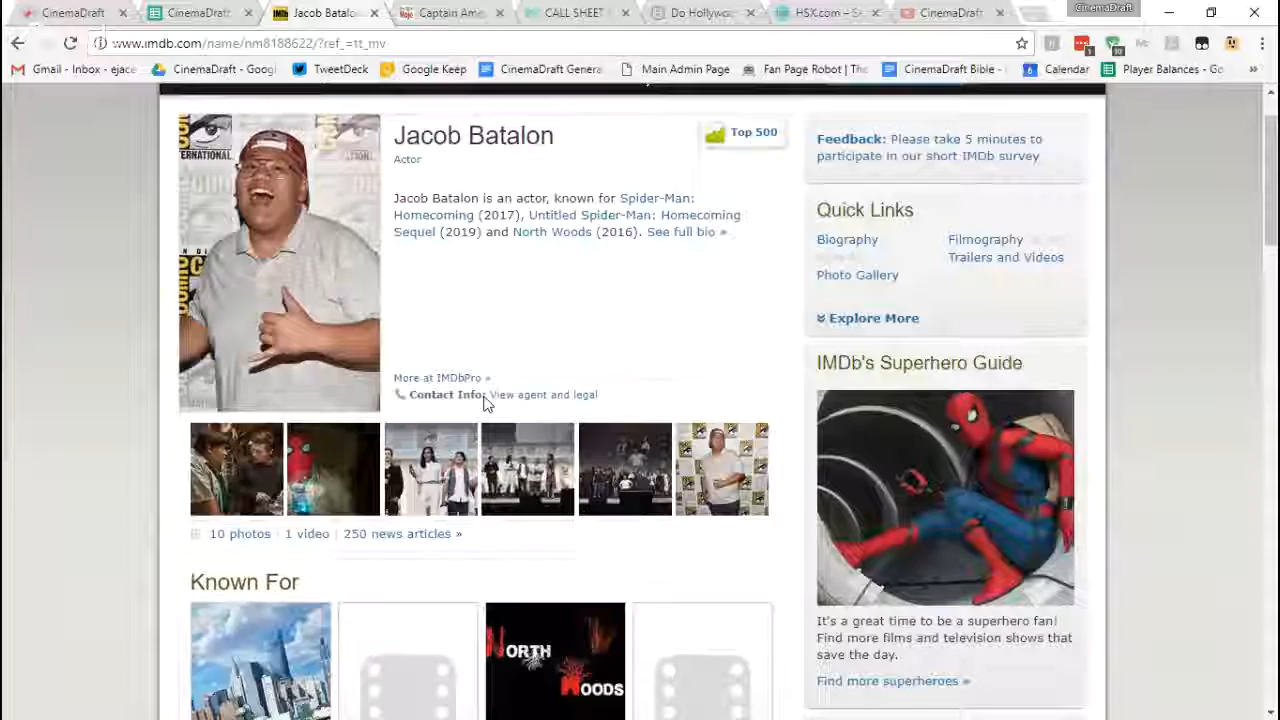 CinemaDraft
CinemaDraft
CinemaDraft
Jacob Batalo
Captain Ame
CALL SHEET
Do Hollyw
HSX.com
CinemaDraft
www.imdb.com/name/nm8188622/?ref_=tt_mv
Gmail - Inbox - ejace
CinemaDraft - Googl
TweetDeck
Google Keep
CinemaDraft Genera
Main Admin Page
Fan Page Robot | The
CinemaDraft Bible -
Calendar
Player Balances - Go
»
Jacob Batalon
Actor
Top 500
Jacob Batalon is an actor, known for Spider-Man:
Homecoming (2017), Untitled Spider-Man: Homecoming
Sequel (2019) and North Woods (2016). See full bio »
More at IMDbPro »
Contact Info: View agent and legal
10 photos | 1 video | 250 news articles »
Known For
NORTH
WOODS
Feedback: Please take 5 minutes to
participate in our short IMDb survey
Quick Links
Biography
Filmography
Trailers and Videos
Photo Gallery
Explore More
IMDb's Superhero Guide
It's a great time to be a superhero fan!
Find more films and television shows that
save the day.
Find more superheroes »